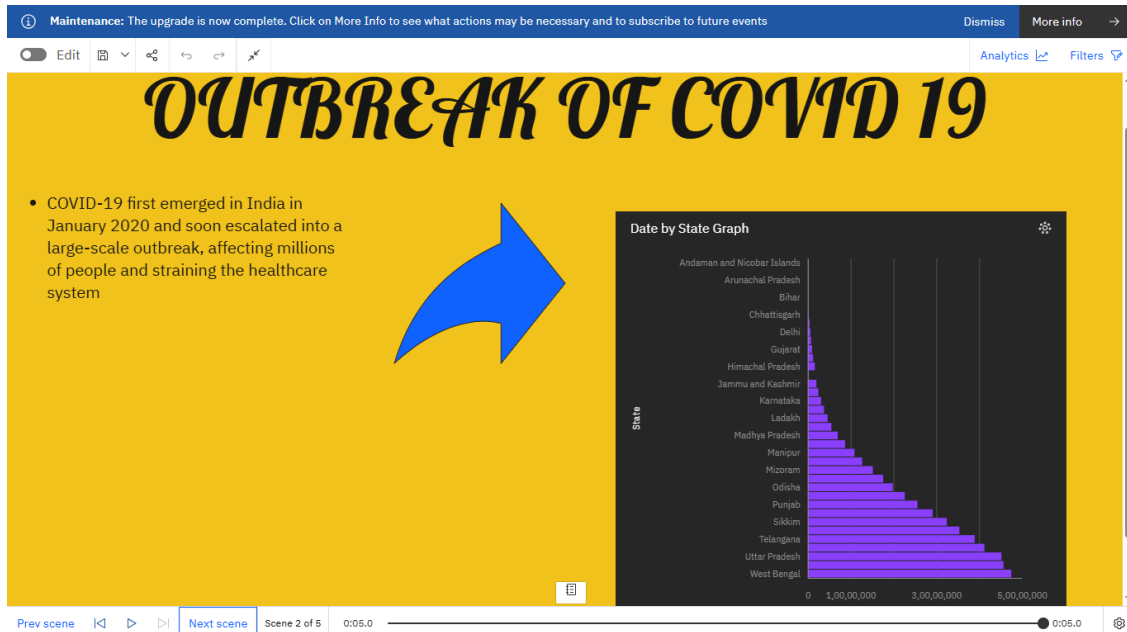 Maintenance: The upgrade is now complete. Click on More Info to see what actions may be necessary and to subscribe to future events
Dismiss
More info
Edit
Analytics
Filters
OUTBREAK OF COVID 19
• COVID-19 first emerged in India in
January 2020 and soon escalated into a
large-scale outbreak, affecting millions
of people and straining the healthcare
system
Date by State Graph
State
Andaman and Nicobar Islands
Arunachal Pradesh
Bihar
Chhattisgarh
Delhi
Gujarat
Himachal Pradesh
Jammu and Kashmir
Karnataka
Ladakh
Madhya Pradesh
Manipur
Mizoram
Odisha
Punjab
Sikkim
Telangana
Uttar Pradesh
West Bengal
0 1,00,00,000 3,00,00,000 5,00,00,000
Prev scene
Next scene
Scene 2 of 5
0:05.0
0:05.0